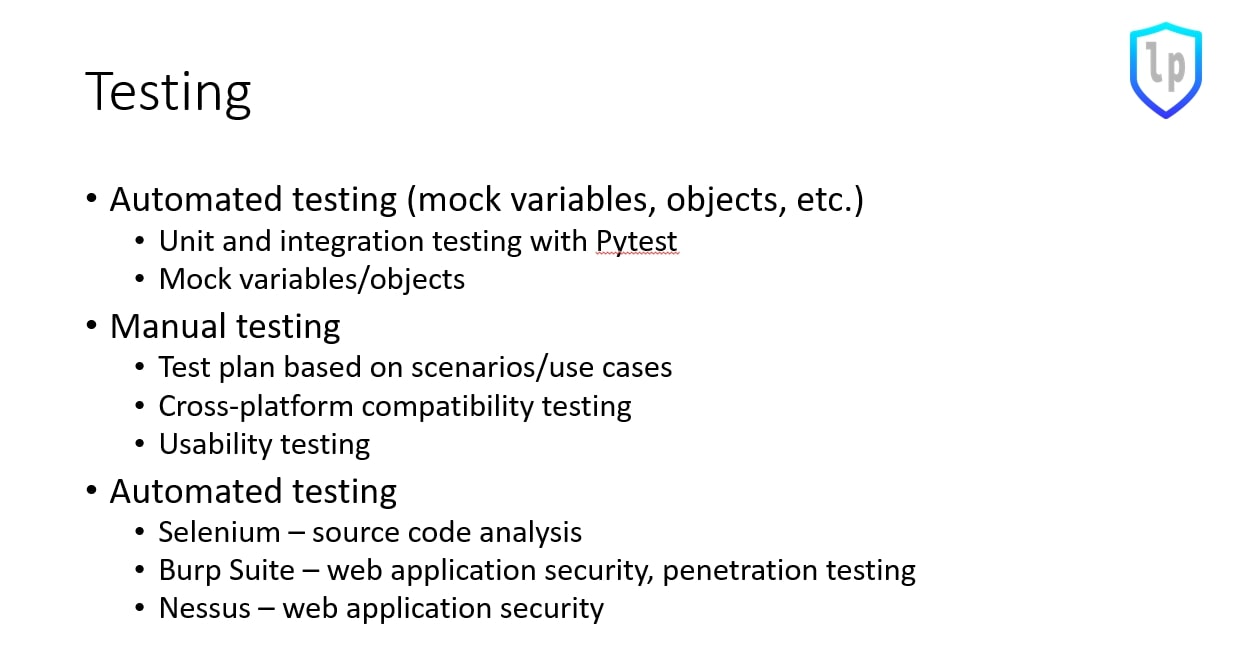 lp
Testing
• Automated testing (mock variables, objects, etc.)
• Unit and integration testing with Pytest
• Mock variables/objects
• Manual testing
• Test plan based on scenarios/use cases
• Cross-platform compatibility testing
• Usability testing
• Automated testing
• Selenium – source code analysis
• Burp Suite – web application security, penetration testing
• Nessus – web application security